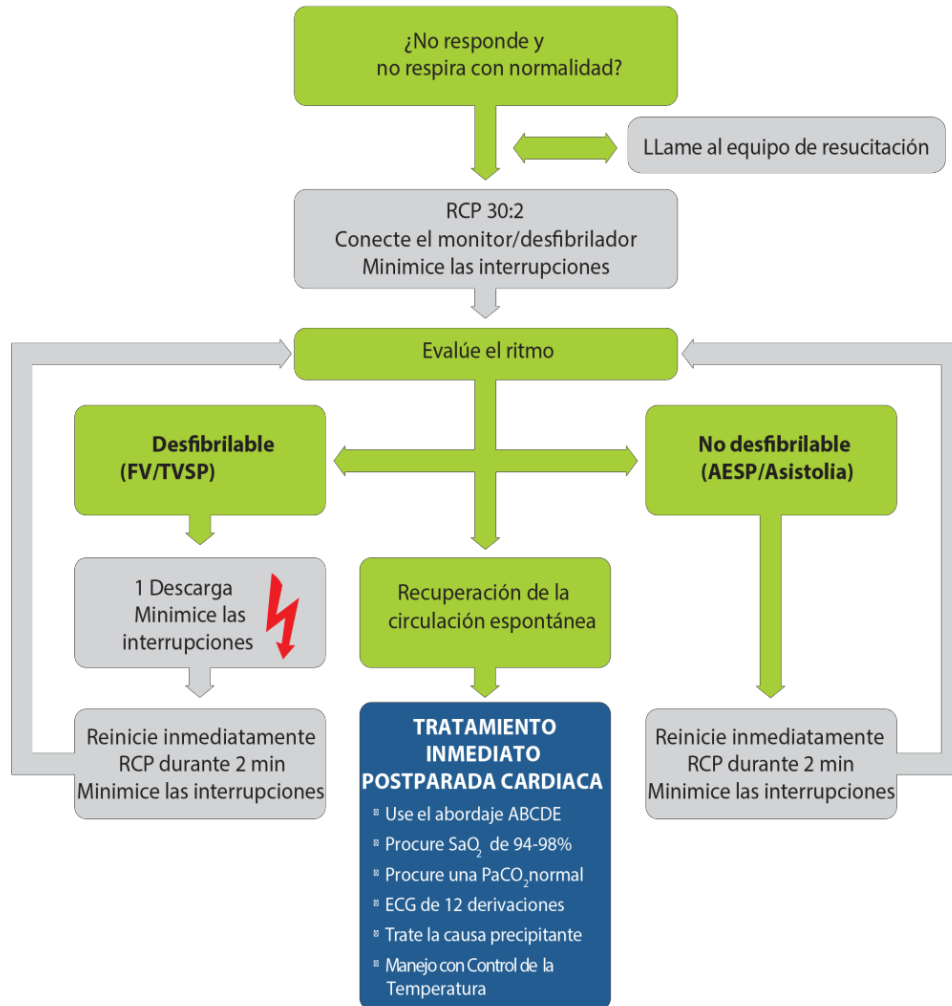 ¿No responde y
no respira con normalidad?
LLame al equipo de resucitación
RCP 30:2
Conecte el monitor/desfibrilador
Minimice las interrupciones
Evalúe el ritmo
Desfibrilable
(FV/TVSP)
No desfibrilable
(AESP/Asistolia)
1 Descarga
Minimice las
interrupciones
Recuperación de la
circulación espontánea
Reinicie inmediatamente
RCP durante 2 min
Minimice las interrupciones
TRATAMIENTO
INMEDIATO
POSTPARADA CARDIACA
Use el abordaje ABCDE
Procure SaO₂ de 94-98%
Procure una PaCO₂normal
ECG de 12 derivaciones
Trate la causa precipitante
Manejo con Control de la
Temperatura
Reinicie inmediatamente
RCP durante 2 min
Minimice las interrupciones